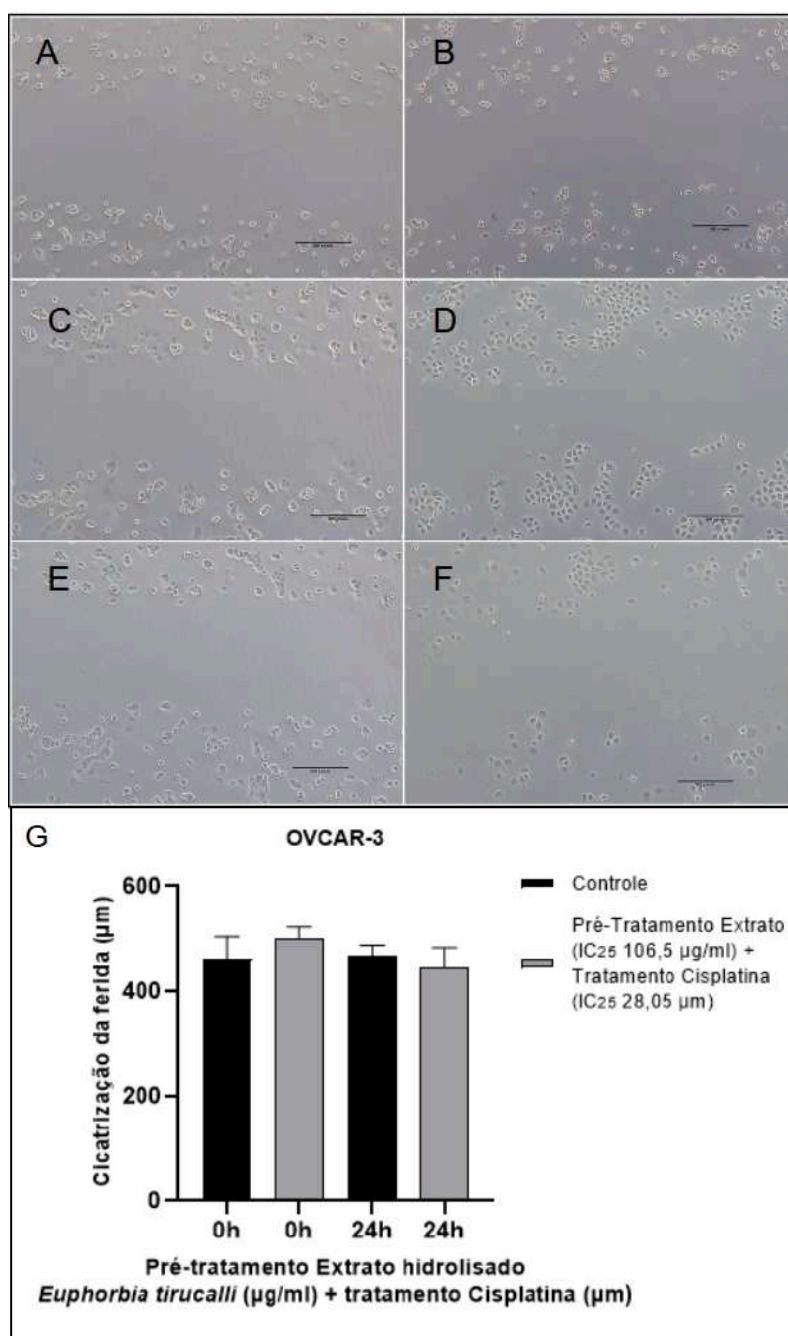 A
B
C
D
E
F
G
OVCAR-3
600
400
200
0
Cicatrização da ferida (µm)
0h 0h 24h 24h
Pré-tratamento Extrato hidrolisado
Euphorbia tirucalli (µg/ml) + tratamento Cisplatina (µm)
Controle
Pré-Tratamento Extrato
(IC25 106,5 µg/ml) +
Tratamento Cisplatina
(IC25 28,05 µm)